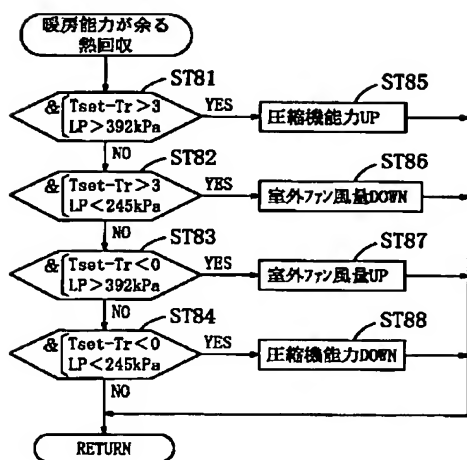 暖房能力が余る
熱回収
ST81
& Tset-Tr>3
LP>392kPa
YES
ST85
圧縮機能力UP
NO
ST82
& Tset-Tr>3
LP<245kPa
YES
ST86
室外ファン風量DOWN
NO
ST83
& Tset-Tr<0
LP>392kPa
YES
ST87
室外ファン風量UP
NO
ST84
& Tset-Tr<0
LP<245kPa
YES
ST88
圧縮機能力DOWN
NO
RETURN